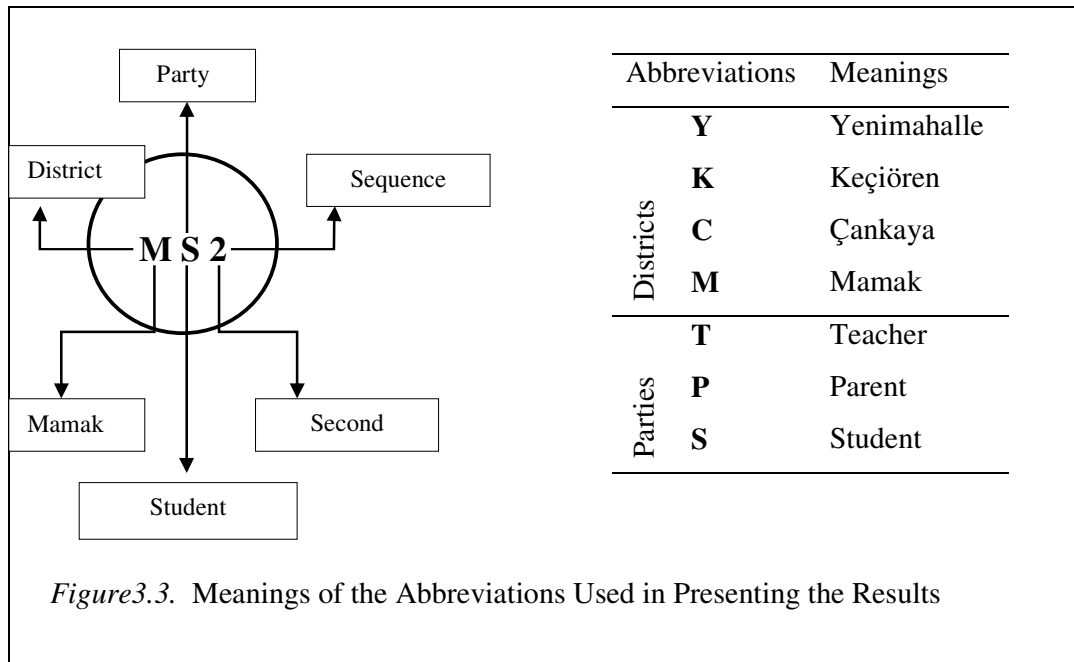 Party
District
Sequence
M S 2
Mamak
Second
Student
Abbreviations Meanings
Districts
Y Yenimahalle
K Keçiören
C Çankaya
M Mamak
Parties
T Teacher
P Parent
S Student
Figure3.3. Meanings of the Abbreviations Used in Presenting the Results